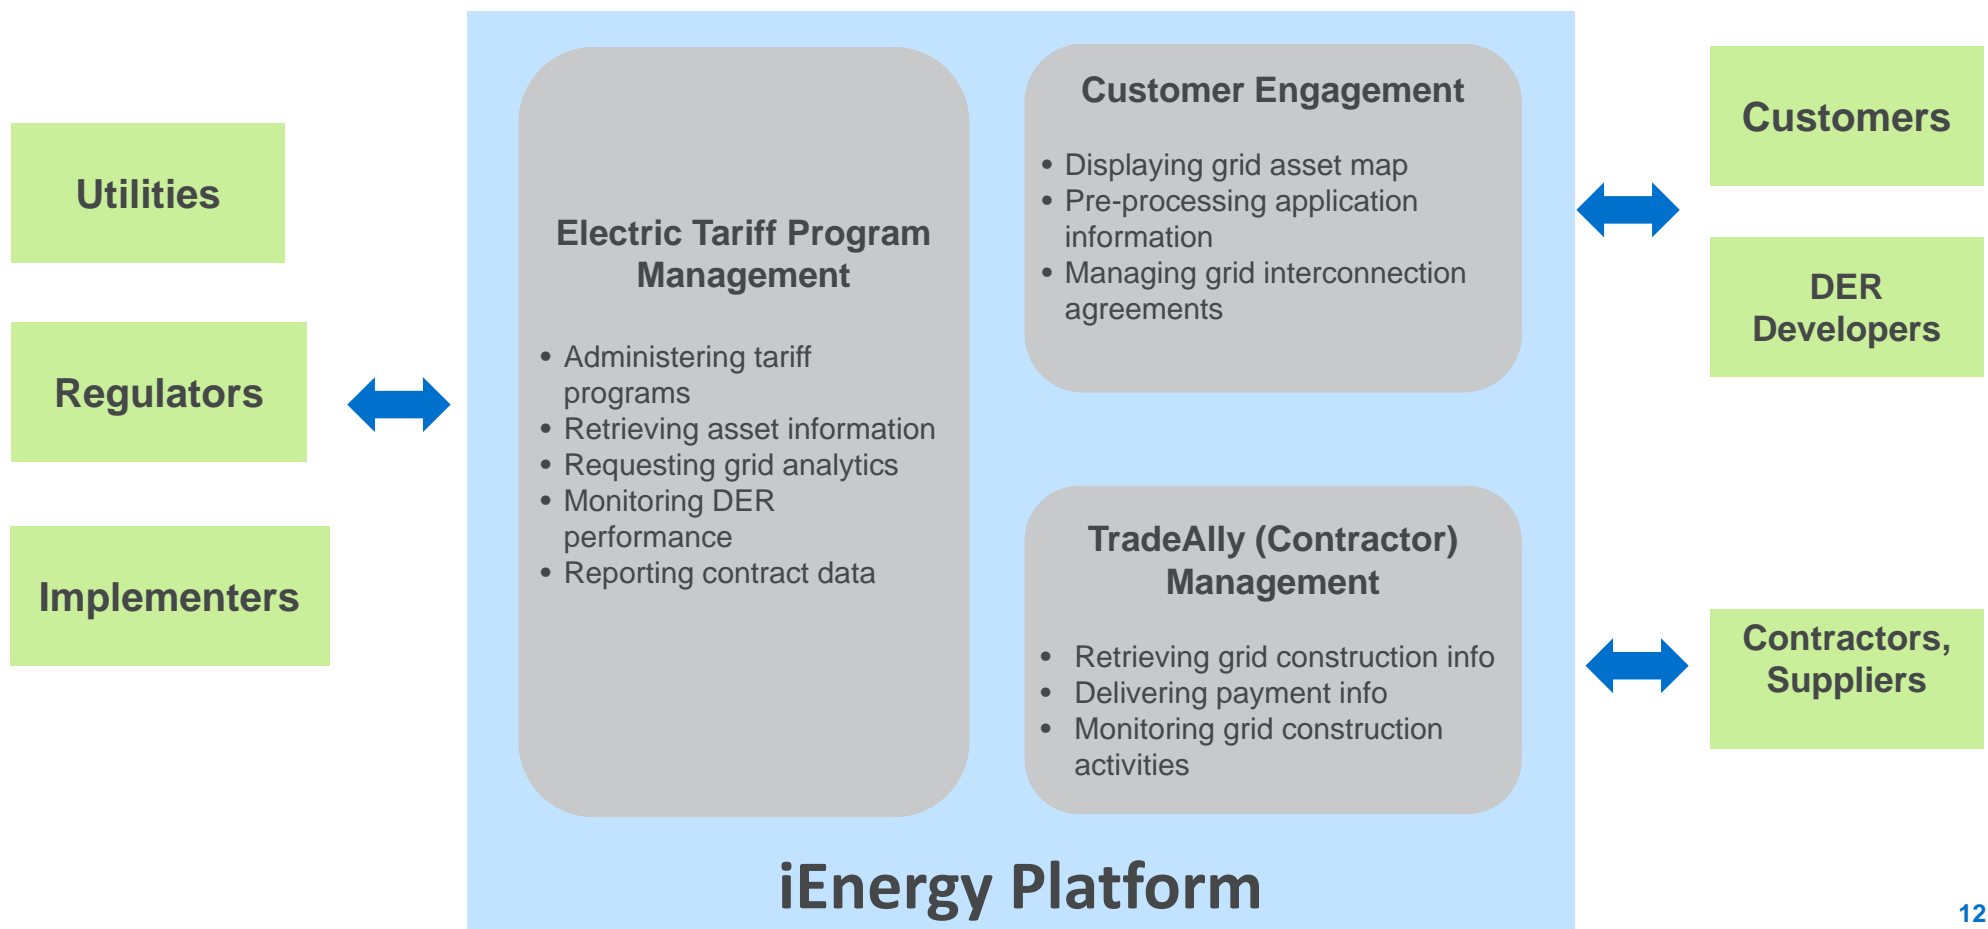 Utilities
Regulators
Implementers
Electric Tariff Program
Management
• Administering tariff
programs
• Retrieving asset information
• Requesting grid analytics
• Monitoring DER
performance
• Reporting contract data
Customer Engagement
• Displaying grid asset map
• Pre-processing application
information
• Managing grid interconnection
agreements
TradeAlly (Contractor)
Management
• Retrieving grid construction info
• Delivering payment info
• Monitoring grid construction
activities
iEnergy Platform
Customers
DER
Developers
Contractors,
Suppliers
12